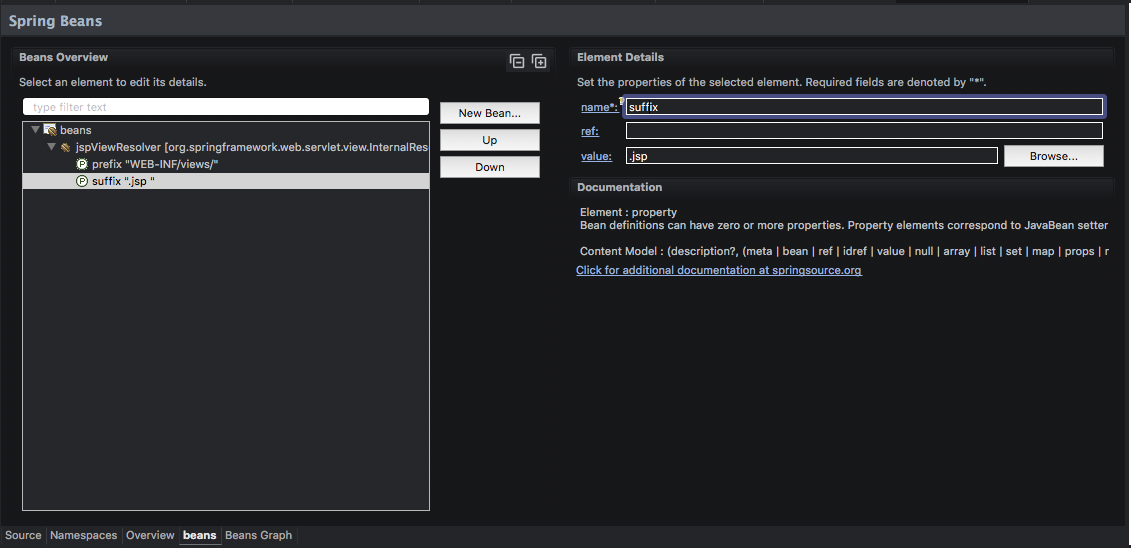 Spring Beans
Beans Overview
Select an element to edit its details.
type filter text
beans
jspViewResolver [org.springframework.web.servlet.view.InternalRes
P prefix "WEB-INF/views/"
P suffix ".jsp "
New Bean...
Up
Down
Element Details
Set the properties of the selected element. Required fields are denoted by "*".
name*: suffix
ref:
value: .jsp
Browse...
Documentation
Element : property
Bean definitions can have zero or more properties. Property elements correspond to JavaBean setter
Content Model : (description?, (meta | bean | ref | idref | value | null | array | list | set | map | props |
Click for additional documentation at springsource.org
Source Namespaces Overview beans Beans Graph